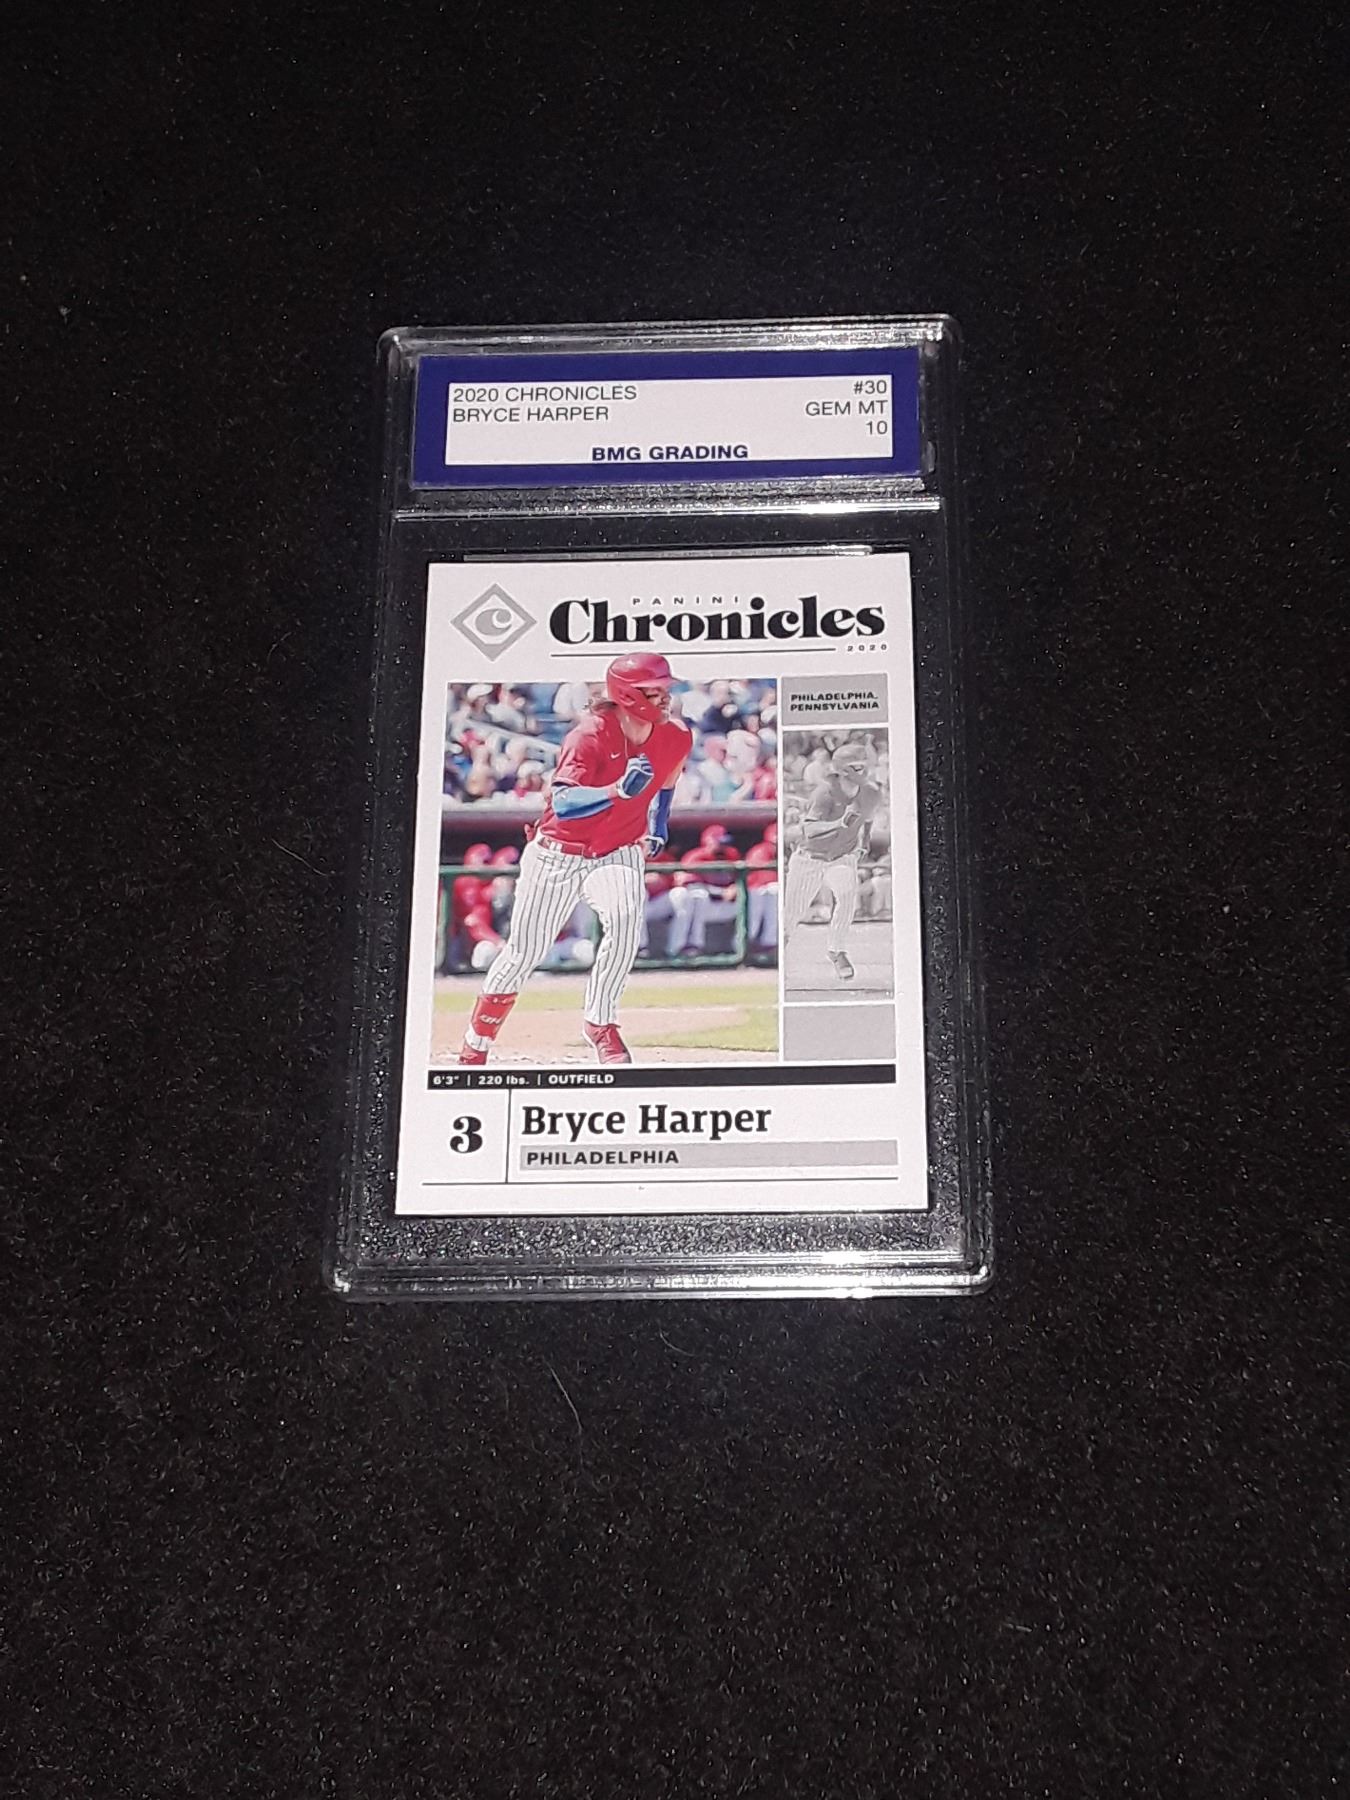 2020 CHRONICLES #30
BRYCE HARPER GEM MT
10
BMG GRADING
C
PANINI
Chronicles
2020
PHILADELPHIA,
PENNSYLVANIA
6'3" | 220 lbs. | OUTFIELD
3
Bryce Harper
PHILADELPHIA